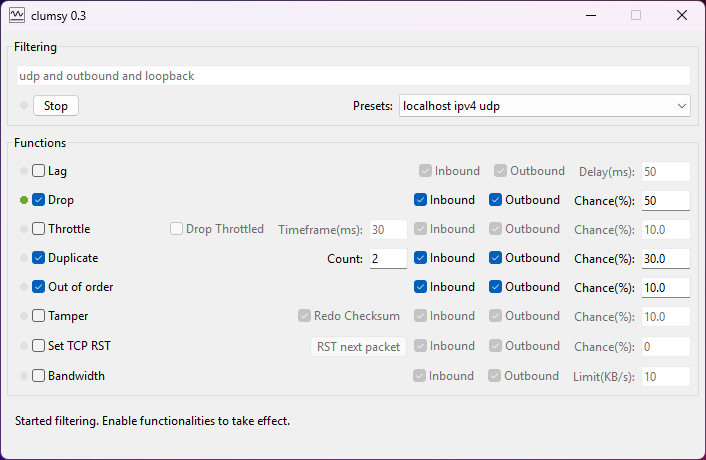 clumsy 0.3
Filtering
udp and outbound and loopback
Stop Presets: localhost ipv4 udp
Functions
Lag Inbound Outbound Delay(ms): 50
Drop Inbound Outbound Chance(%): 50
Throttle Drop Throttled Timeframe(ms): 30 Inbound Outbound Chance(%): 10.0
Duplicate Count: 2 Inbound Outbound Chance(%): 30.0
Out of order Inbound Outbound Chance(%): 10.0
Tamper Redo Checksum Inbound Outbound Chance(%): 10.0
Set TCP RST RST next packet Inbound Outbound Chance(%): 0
Bandwidth Inbound Outbound Limit(KB/s): 10
Started filtering. Enable functionalities to take effect.